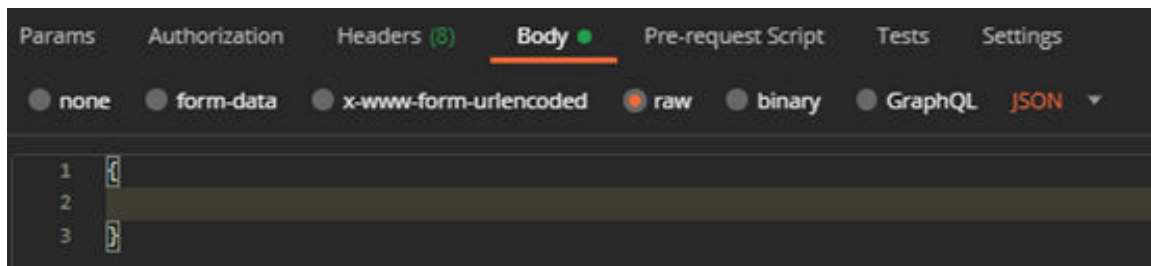 Params Authorization Headers (8) Body Pre-request Script Tests Settings
none form-data x-www-form-urlencoded raw binary GraphQL JSON
1 {
2
3 }